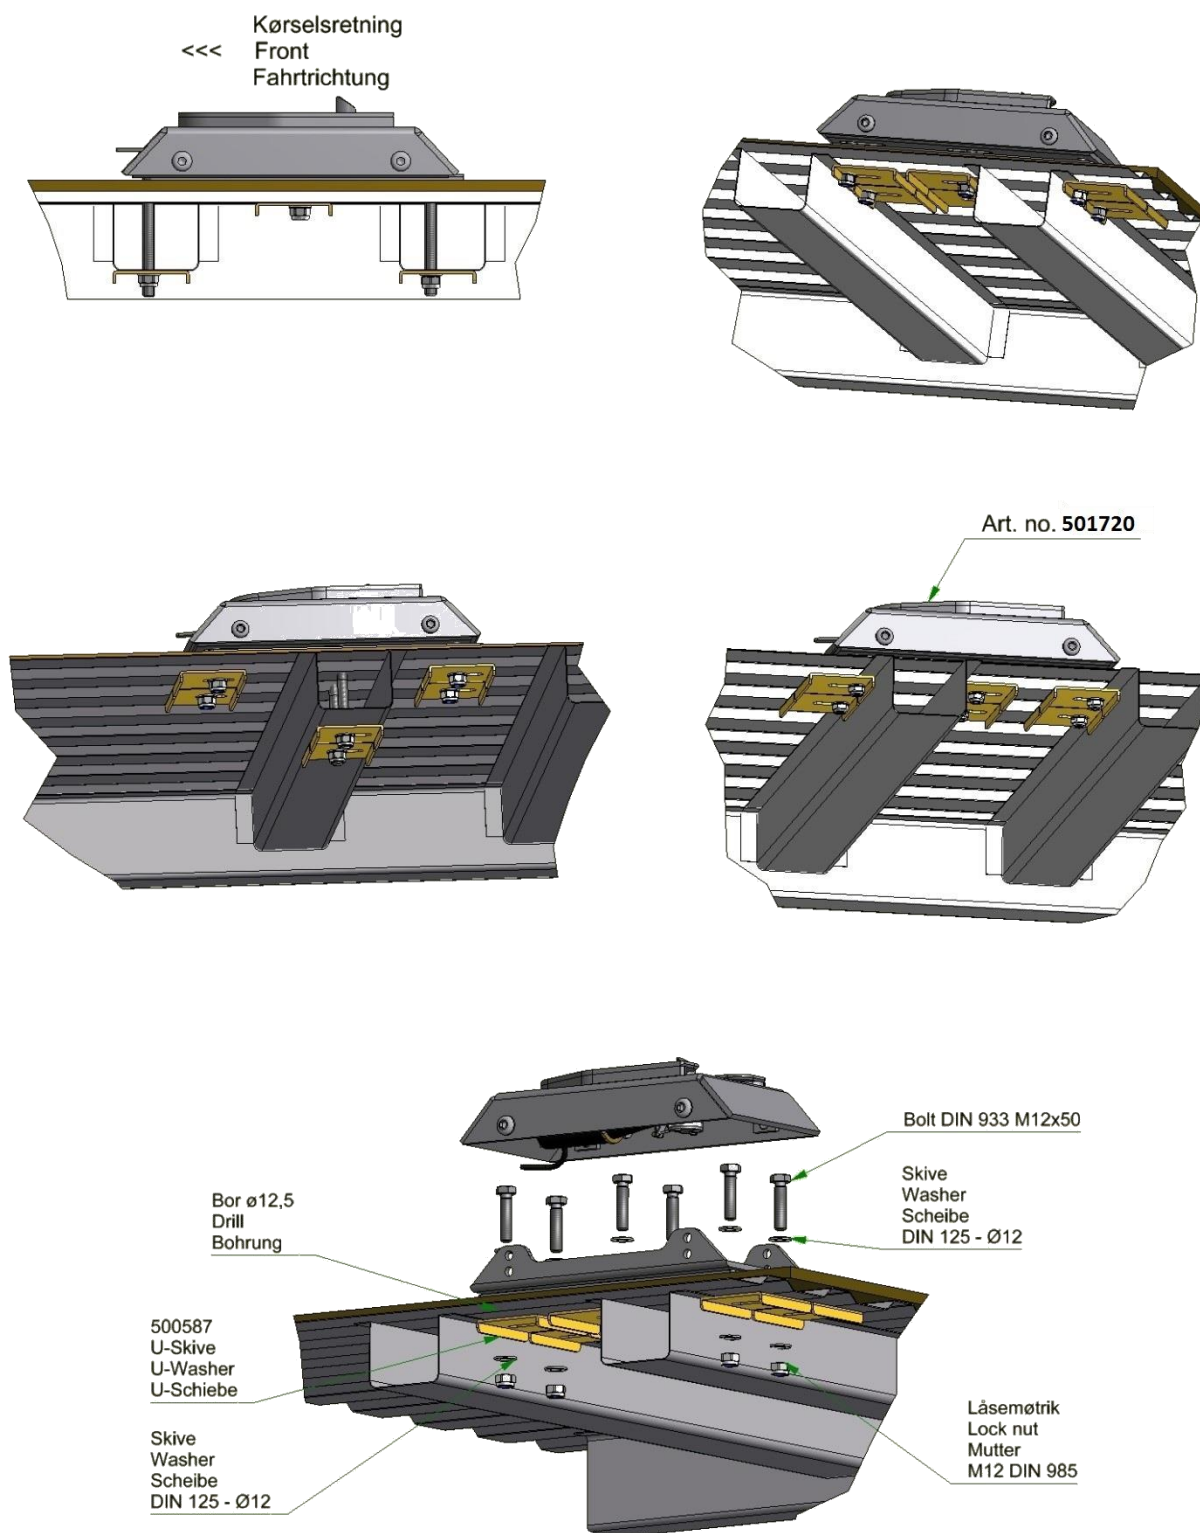 Kørselsretning
<<< Front
Fahrtrichtung
Art. no. 501720
Bolt DIN 933 M12x50
Skive
Washer
Scheibe
DIN 125 - Ø12
Bor ø12,5
Drill
Bohrung
500587
U-Skive
U-Washer
U-Schiebe
Skive
Washer
Scheibe
DIN 125 - Ø12
Låsemøtrik
Lock nut
Mutter
M12 DIN 985